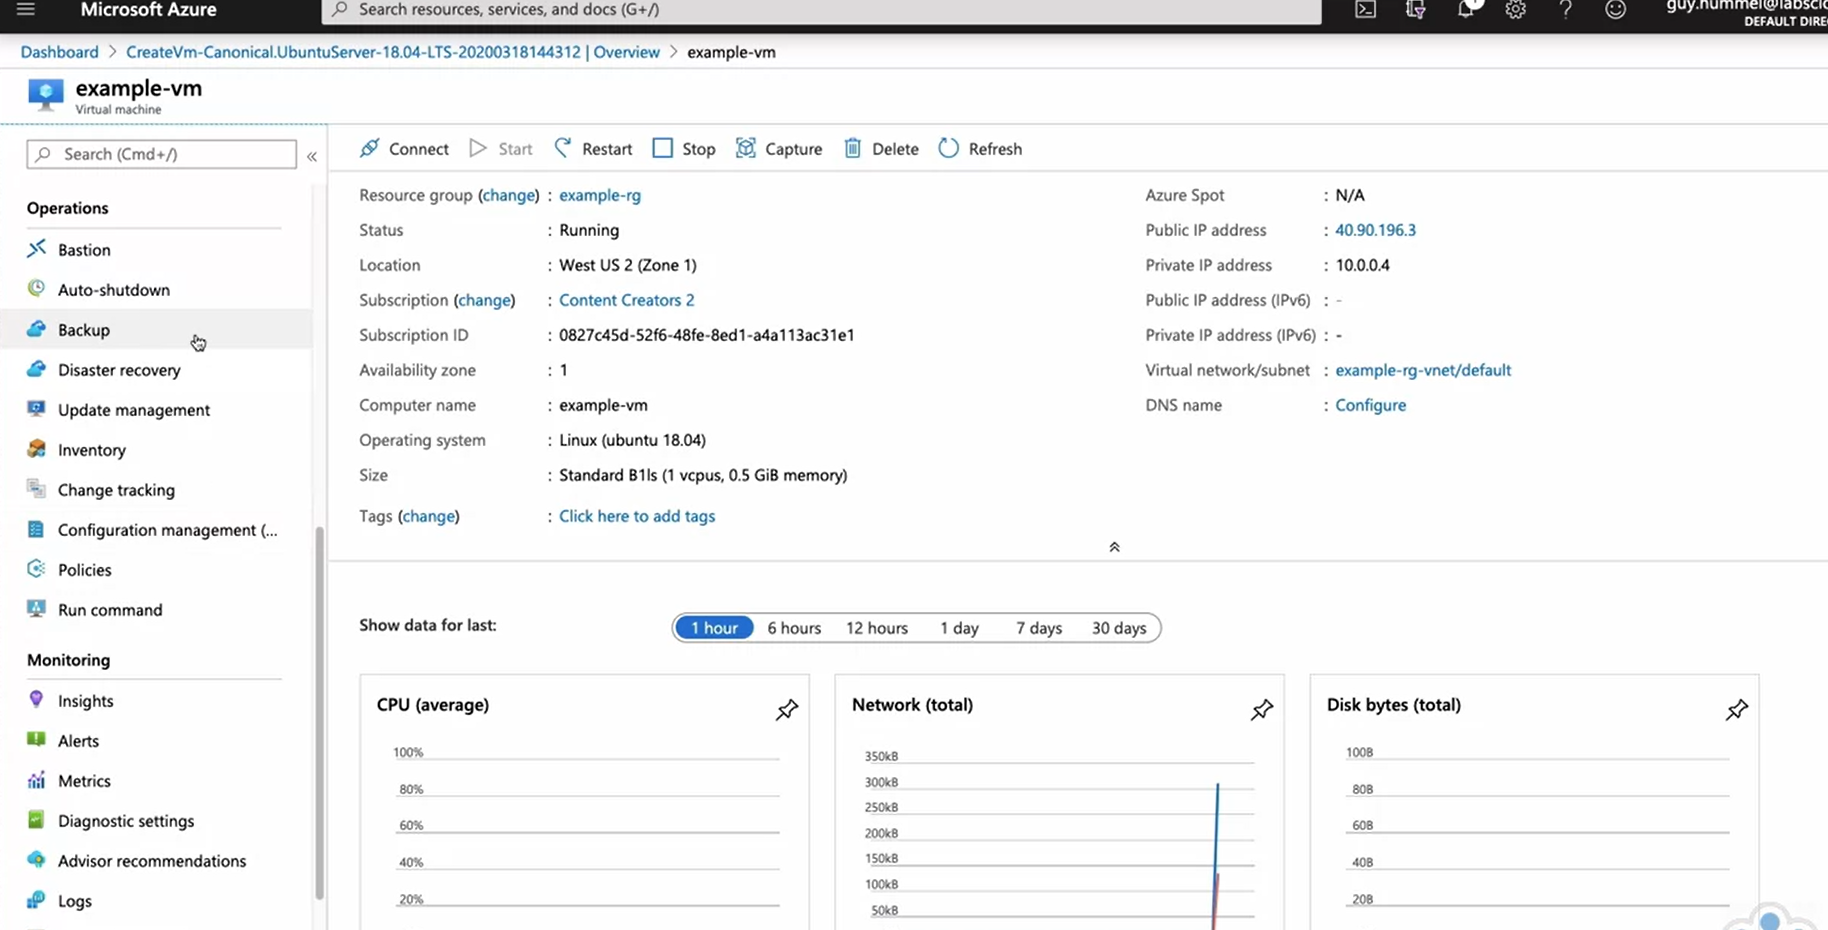 Microsoft Azure
Search resources, services, and docs (G+/)
DEFAULT DIRE
Dashboard > CreateVm-Canonical.UbuntuServer-18.04-LTS-20200318144312 | Overview > example-vm
example-vm
Virtual machine
Search (Cmd+/)
«
Connect
Start
Restart
Stop
Capture
Delete
Refresh
Operations
Bastion
Auto-shutdown
Backup
Disaster recovery
Update management
Inventory
Change tracking
Configuration management (...
Policies
Run command
Monitoring
Insights
Alerts
Metrics
Diagnostic settings
Advisor recommendations
Logs
Resource group (change) : example-rg
Status : Running
Location : West US 2 (Zone 1)
Subscription (change) : Content Creators 2
Subscription ID : 0827c45d-52f6-48fe-8ed1-a4a113ac31e1
Availability zone : 1
Computer name : example-vm
Operating system : Linux (ubuntu 18.04)
Size : Standard B1ls (1 vcpus, 0.5 GiB memory)
Tags (change) : Click here to add tags
Azure Spot : N/A
Public IP address : 40.90.196.3
Private IP address : 10.0.0.4
Public IP address (IPv6) : -
Private IP address (IPv6) : -
Virtual network/subnet : example-rg-vnet/default
DNS name : Configure
Show data for last:
1 hour
6 hours
12 hours
1 day
7 days
30 days
CPU (average)
100%
80%
60%
40%
20%
Network (total)
350kB
300kB
250kB
200kB
150kB
100kB
50kB
Disk bytes (total)
100B
80B
60B
40B
20B